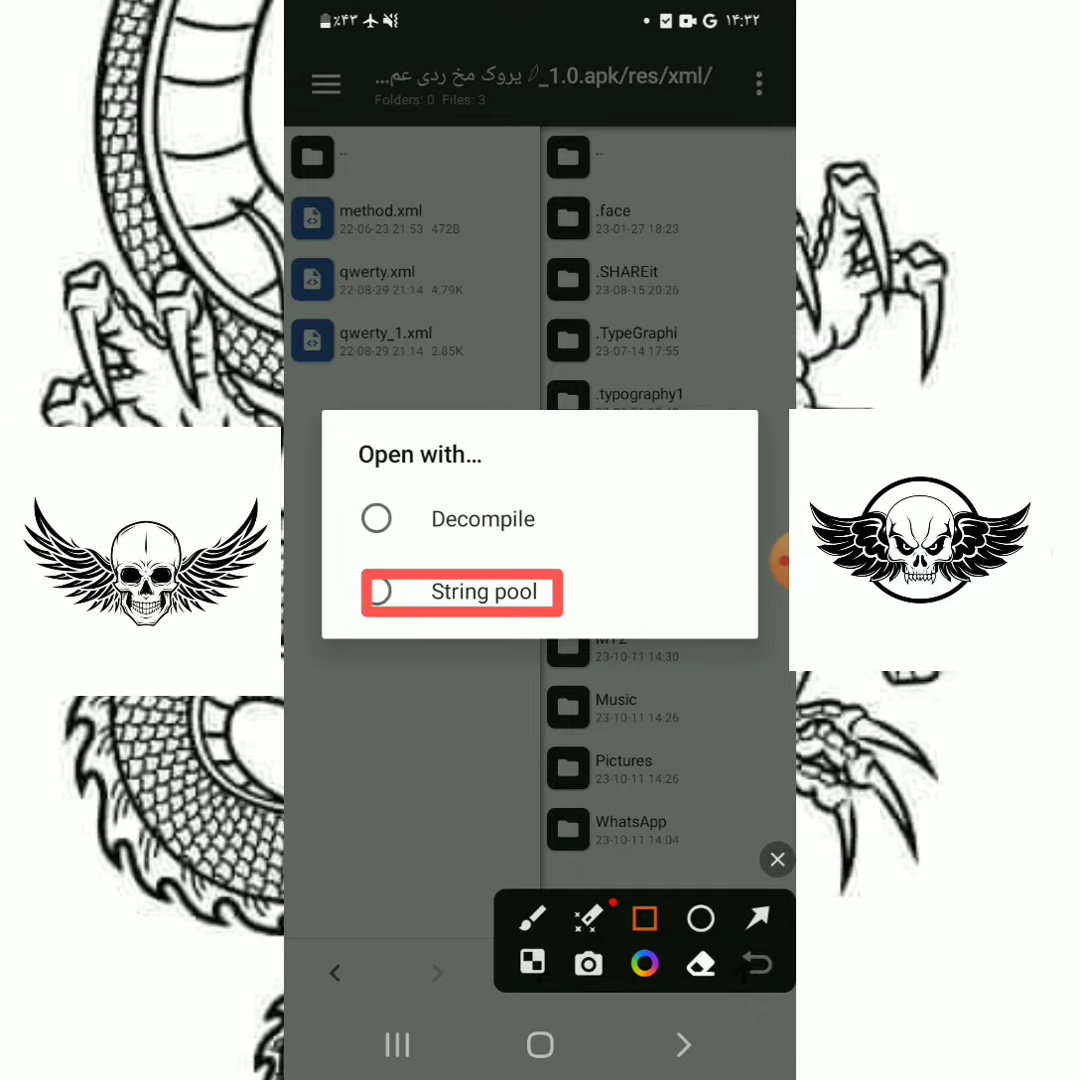 ٪۴۳
G ۱۴:۳۲
...یروک مخ ردی عم _1.0.apk/res/xml/
Folders: 0 Files: 3
..
method.xml
22-06-23 21:53 472B
qwerty.xml
22-08-29 21:14 4.79K
qwerty_1.xml
22-08-29 21:14 2.85K
..
.face
23-01-27 18:23
.SHAREit
23-08-15 20:26
.TypeGraphi
23-07-14 17:55
.typography1
Open with...
Decompile
String pool
MT2
23-10-11 14:30
Music
23-10-11 14:26
Pictures
23-10-11 14:26
WhatsApp
23-10-11 14:04